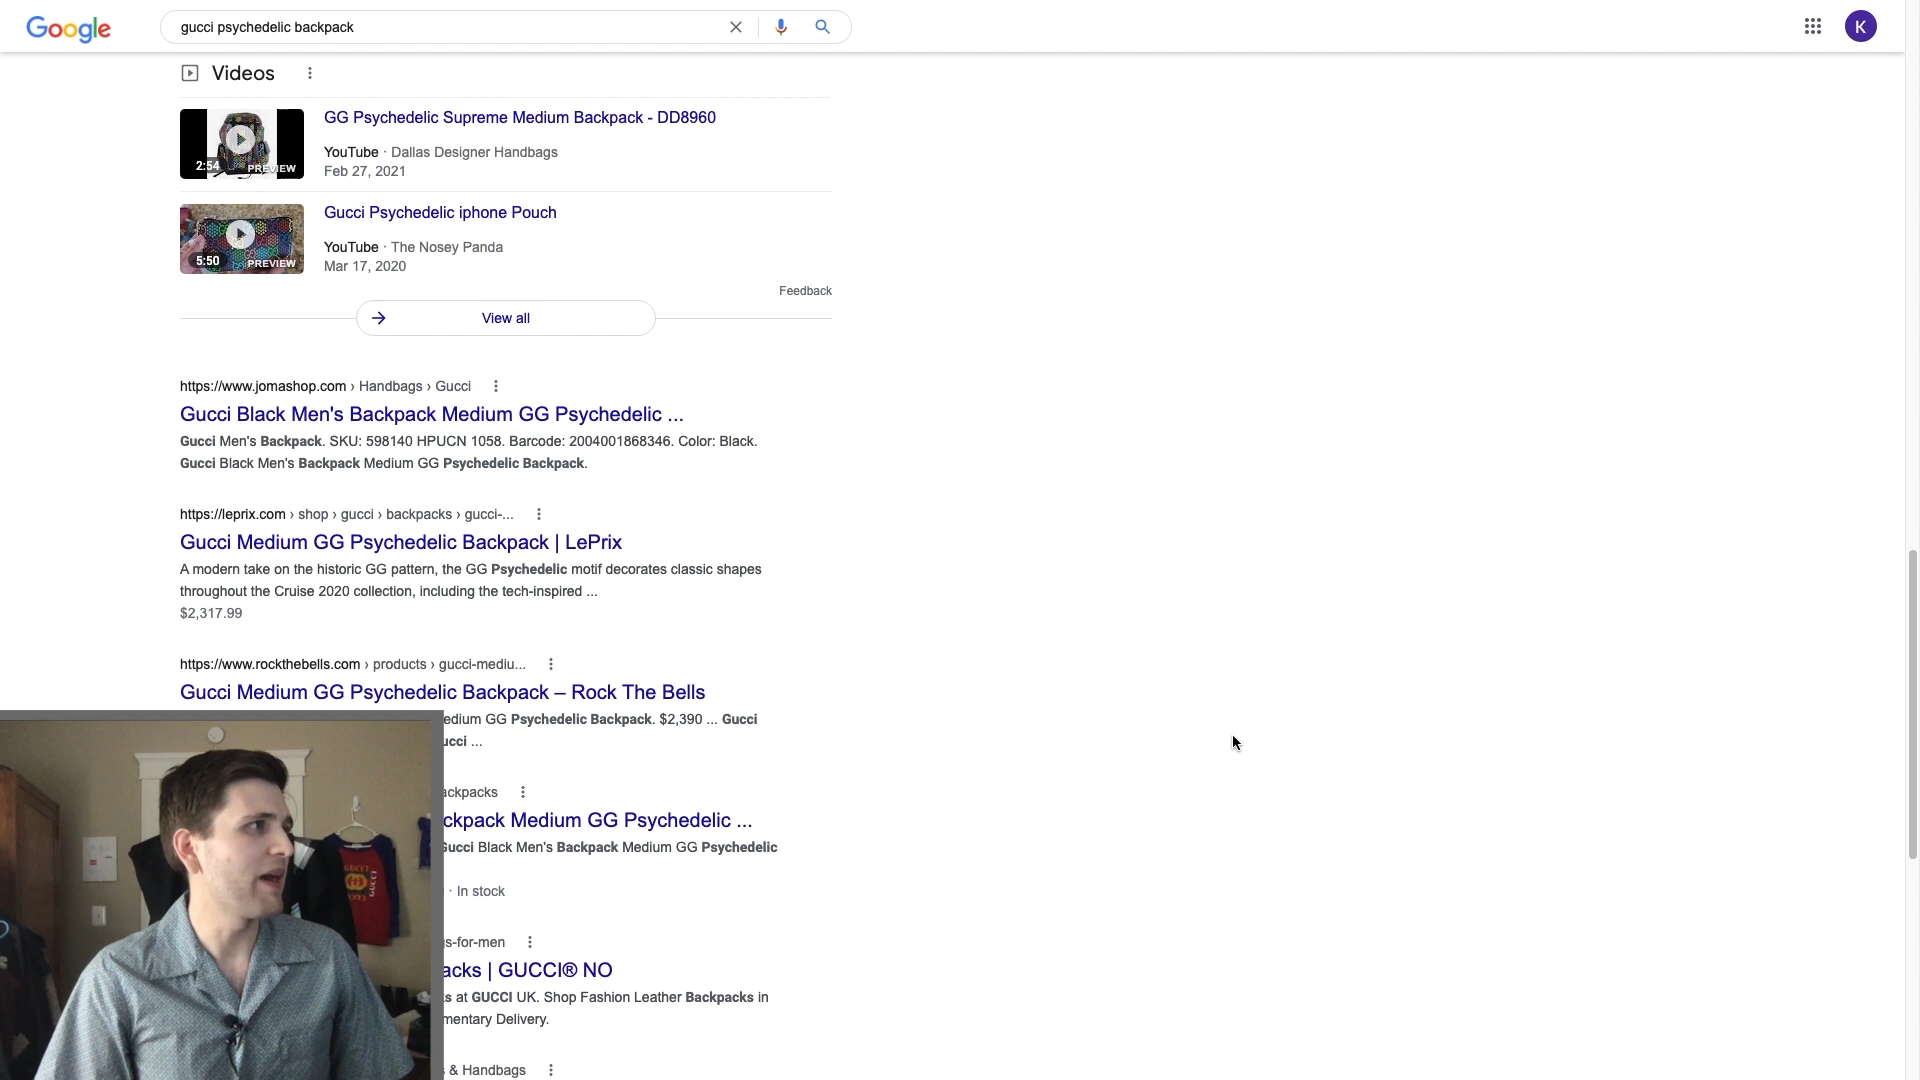 Google
gucci psychedelic backpack
K
Videos
GG Psychedelic Supreme Medium Backpack - DD8960
2:54
PREVIEW
YouTube · Dallas Designer Handbags
Feb 27, 2021
Gucci Psychedelic iphone Pouch
5:50
PREVIEW
YouTube · The Nosey Panda
Mar 17, 2020
Feedback
View all
https://www.jomashop.com › Handbags › Gucci
Gucci Black Men's Backpack Medium GG Psychedelic ...
Gucci Men's Backpack. SKU: 598140 HPUCN 1058. Barcode: 2004001868346. Color: Black.
Gucci Black Men's Backpack Medium GG Psychedelic Backpack.
https://leprix.com › shop › gucci › backpacks › gucci-...
Gucci Medium GG Psychedelic Backpack | LePrix
A modern take on the historic GG pattern, the GG Psychedelic motif decorates classic shapes
throughout the Cruise 2020 collection, including the tech-inspired ...
$2,317.99
https://www.rockthebells.com › products › gucci-mediu...
Gucci Medium GG Psychedelic Backpack – Rock The Bells
edium GG Psychedelic Backpack. $2,390 ... Gucci
ucci ...
ackpacks
ckpack Medium GG Psychedelic ...
Gucci Black Men's Backpack Medium GG Psychedelic
· In stock
s-for-men
acks | GUCCI® NO
s at GUCCI UK. Shop Fashion Leather Backpacks in
mentary Delivery.
& Handbags
GUCCI
GUCCI